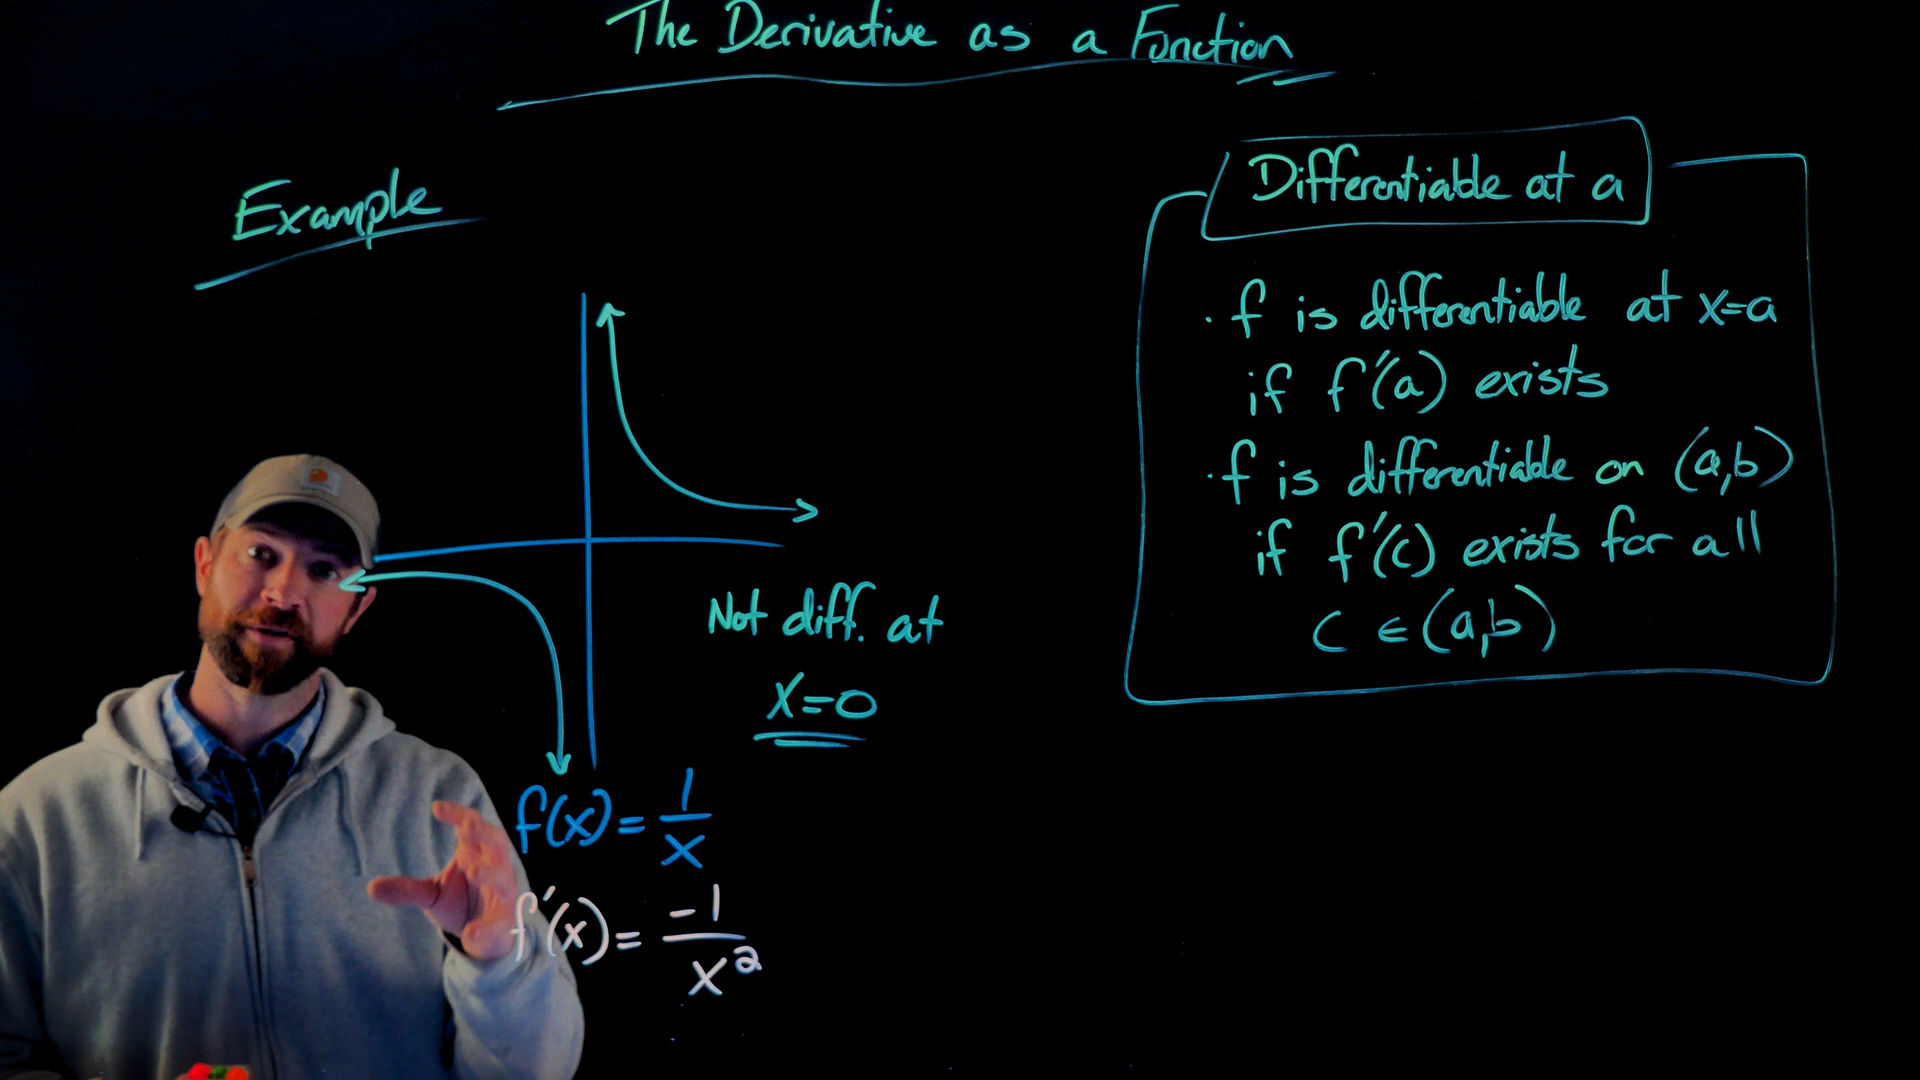 The Derivative as a Function
Example
Not diff. at
x=0
f(x) = 1/x
f'(x) = -1/x²
Differentiable at a
· f is differentiable at x=a
if f'(a) exists
· f is differentiable on (a,b)
if f'(c) exists for all
c ∈ (a,b)